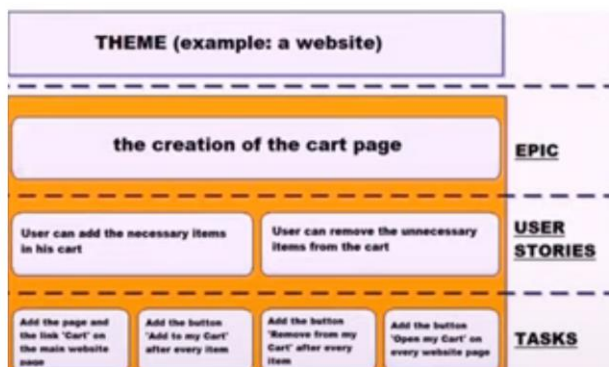 THEME (example: a website)
the creation of the cart page
EPIC
User can add the necessary items
in his cart
User can remove the unnecessary
items from the cart
USER
STORIES
Add the page and
the link 'Cart' on
the main website
page
Add the button
'Add to my Cart'
after every item
Add the button
'Remove from my
Cart' after every
item
Add the button
'Open my Cart' on
every website page
TASKS